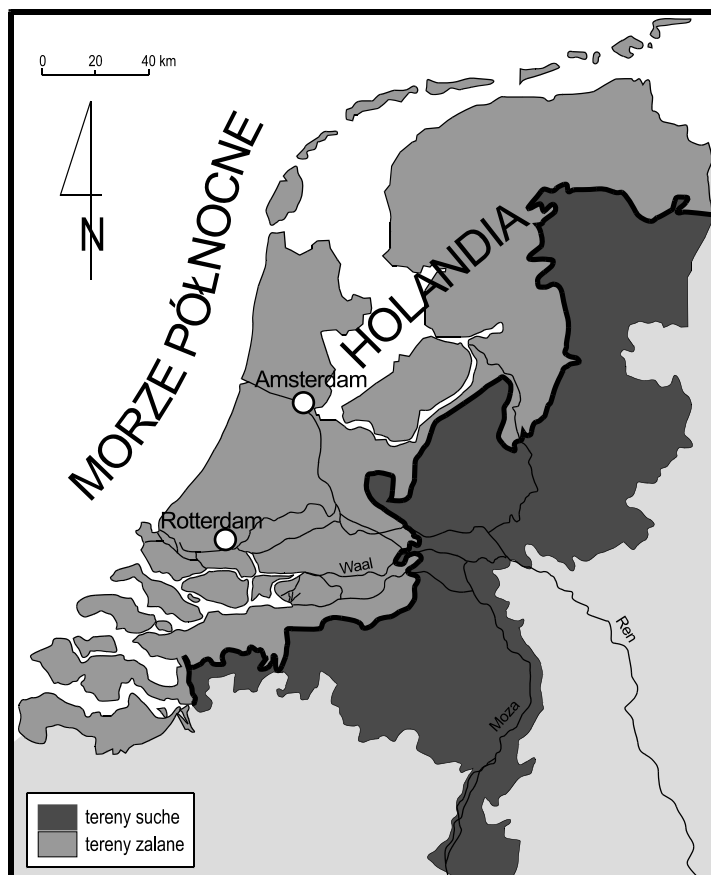 0 20 40 km
N
MORZE PÓŁNOCNE
HOLANDIA
Amsterdam
Rotterdam
Waal
Ren
Moza
tereny suche
tereny zalane